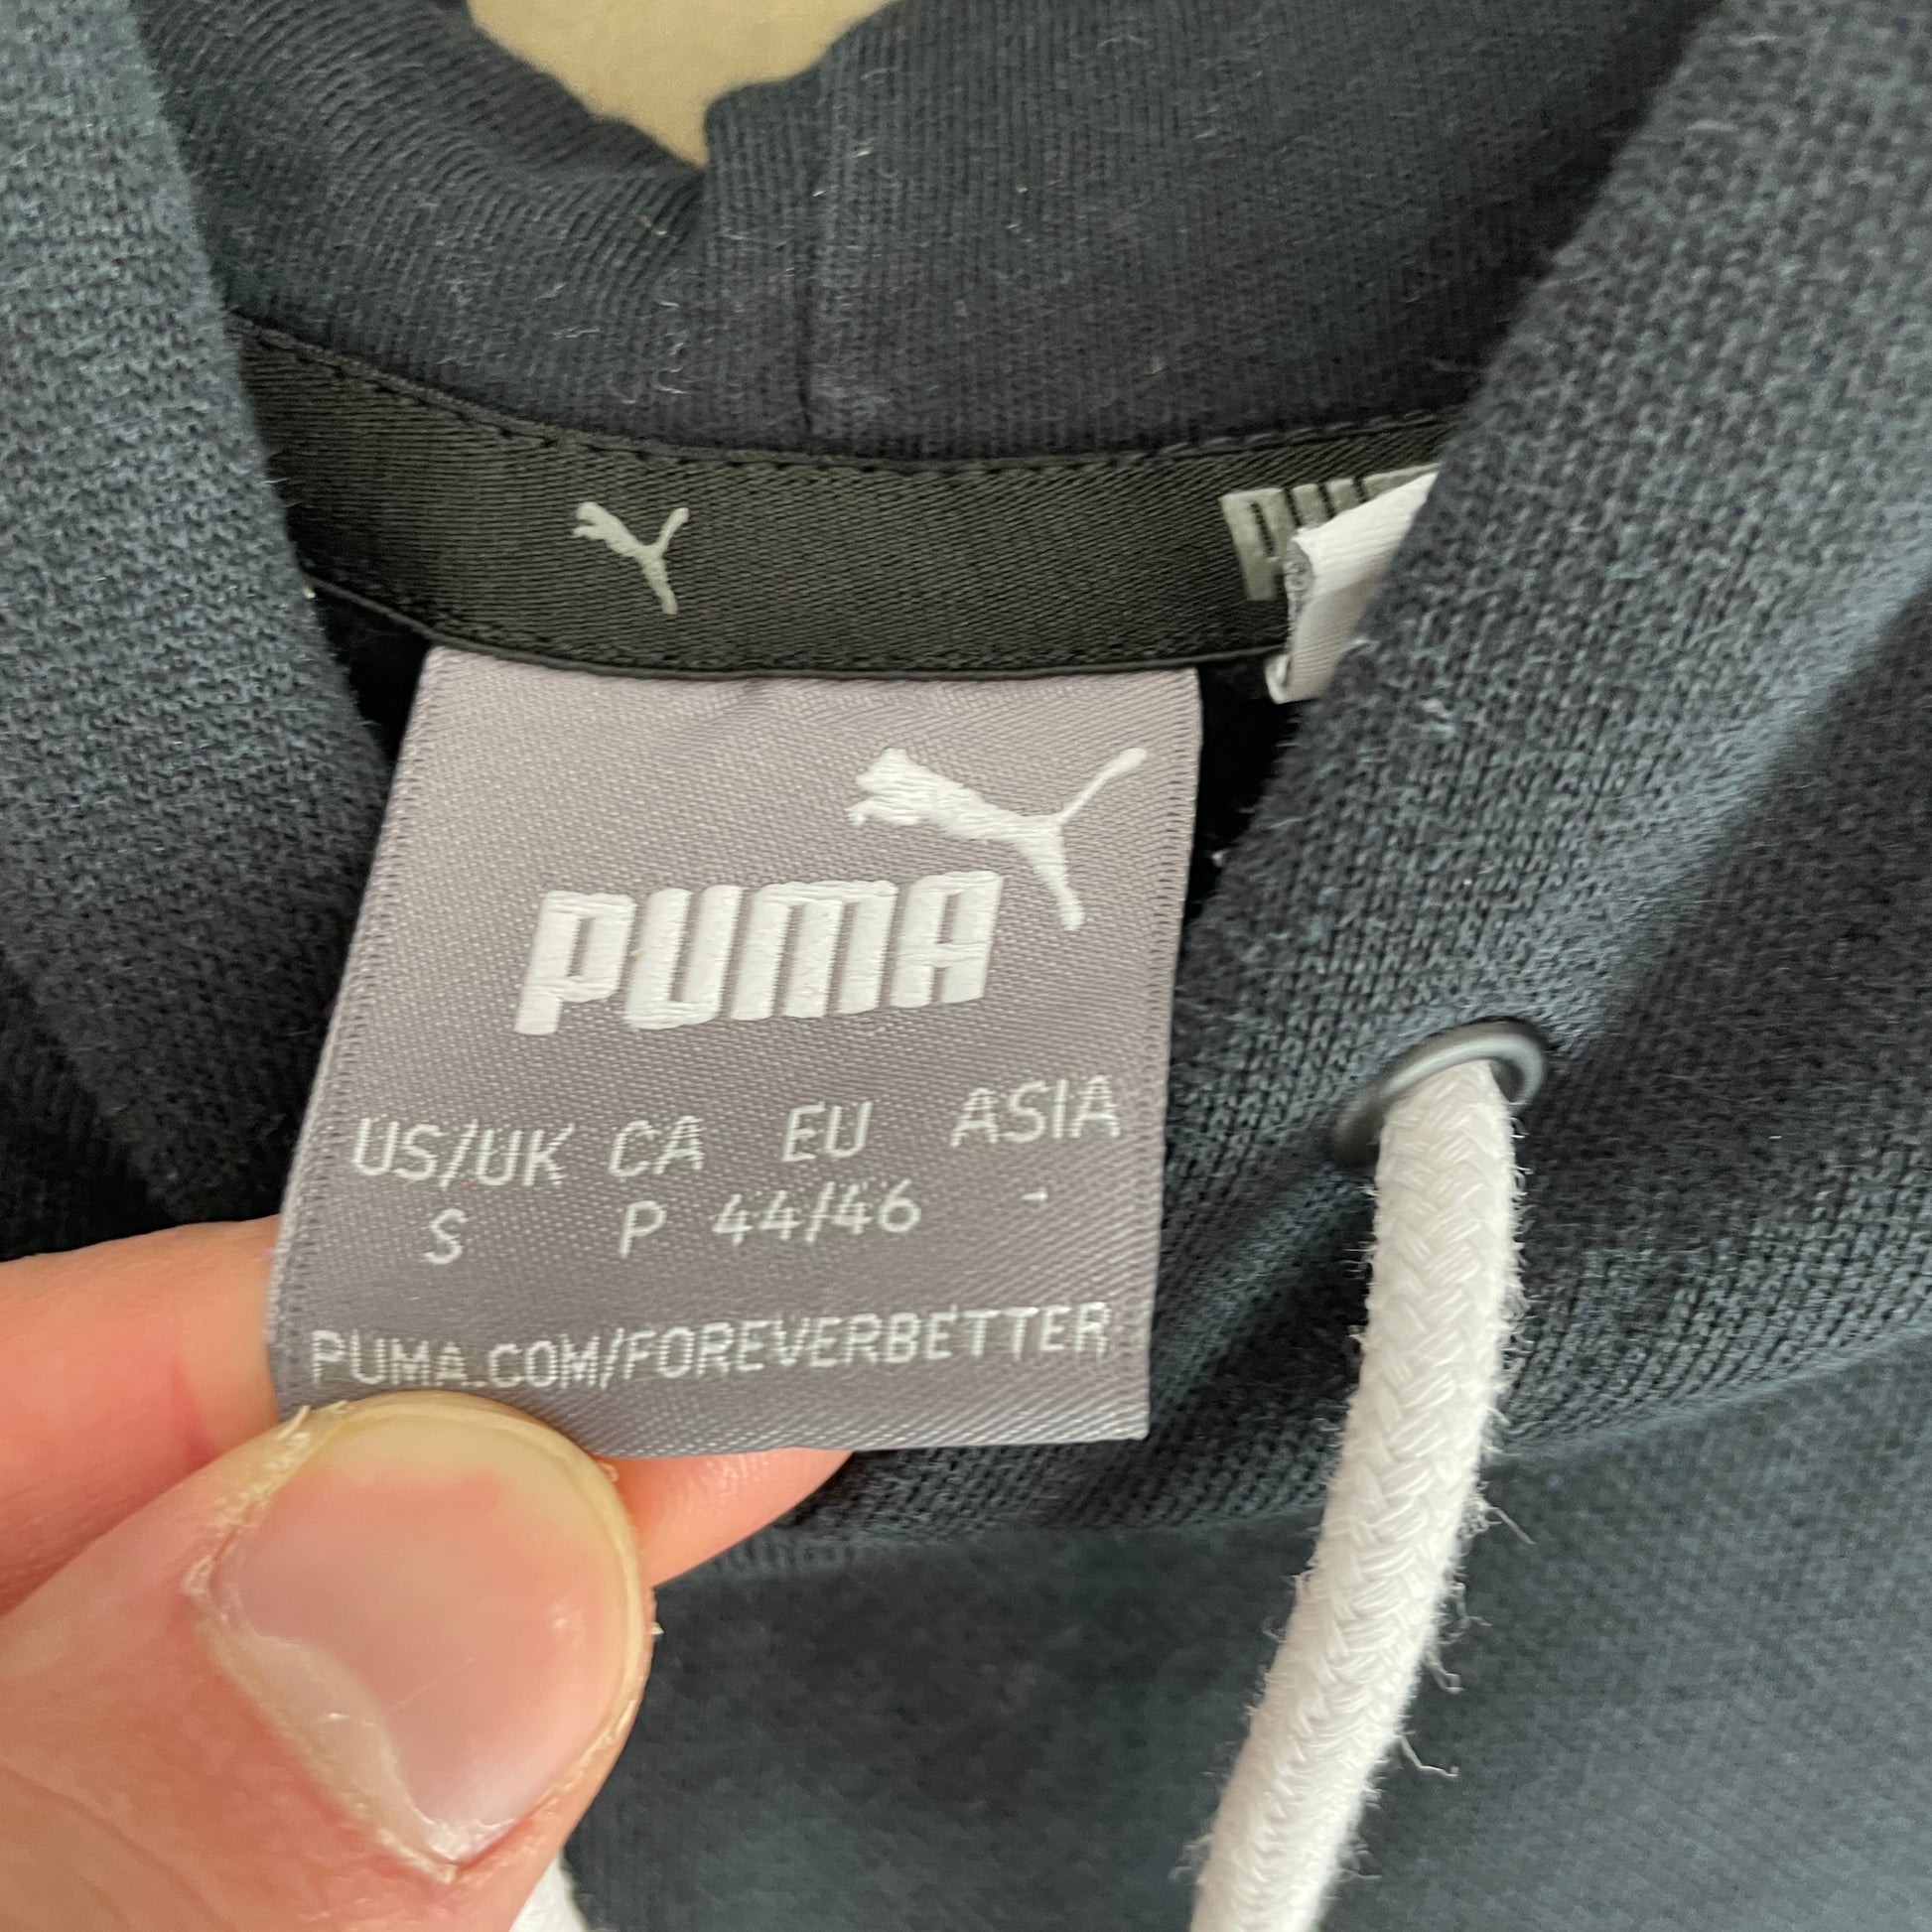 PUMA
US/UK CA EU ASIA
S P 44/46 -
PUMA.COM/FOREVERBETTER